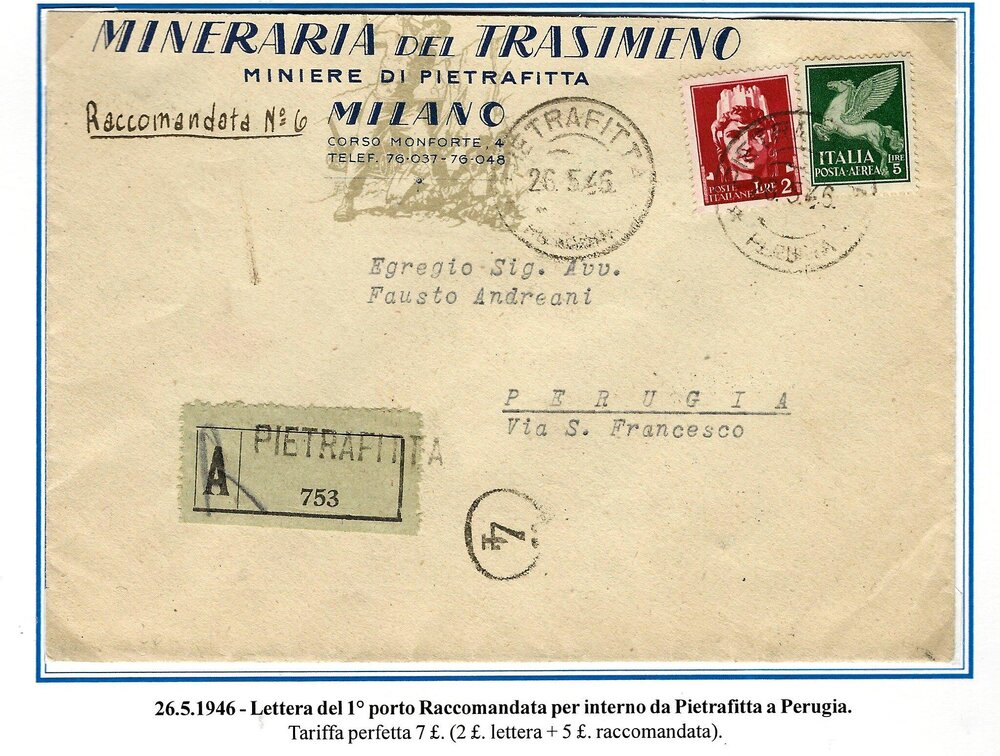 MINERARIA DEL TRASIMENO
MINIERE DI PIETRAFITTA
Raccomandata Nº 6
MILANO
CORSO MONFORTE, 4
TELEF. 76-037 - 76-048
PIETRAFITTA
26.5.46.
POSTE ITALIANE LIRE 2
ITALIA LIRE 5
POSTA-AEREA
Egregio Sig. Avv.
Fausto Andreani
PERUGIA
Via S. Francesco
PIETRAFITTA
A
753
4
26.5.1946 - Lettera del 1° porto Raccomandata per interno da Pietrafitta a Perugia.
Tariffa perfetta 7 £. (2 £. lettera + 5 £. raccomandata).